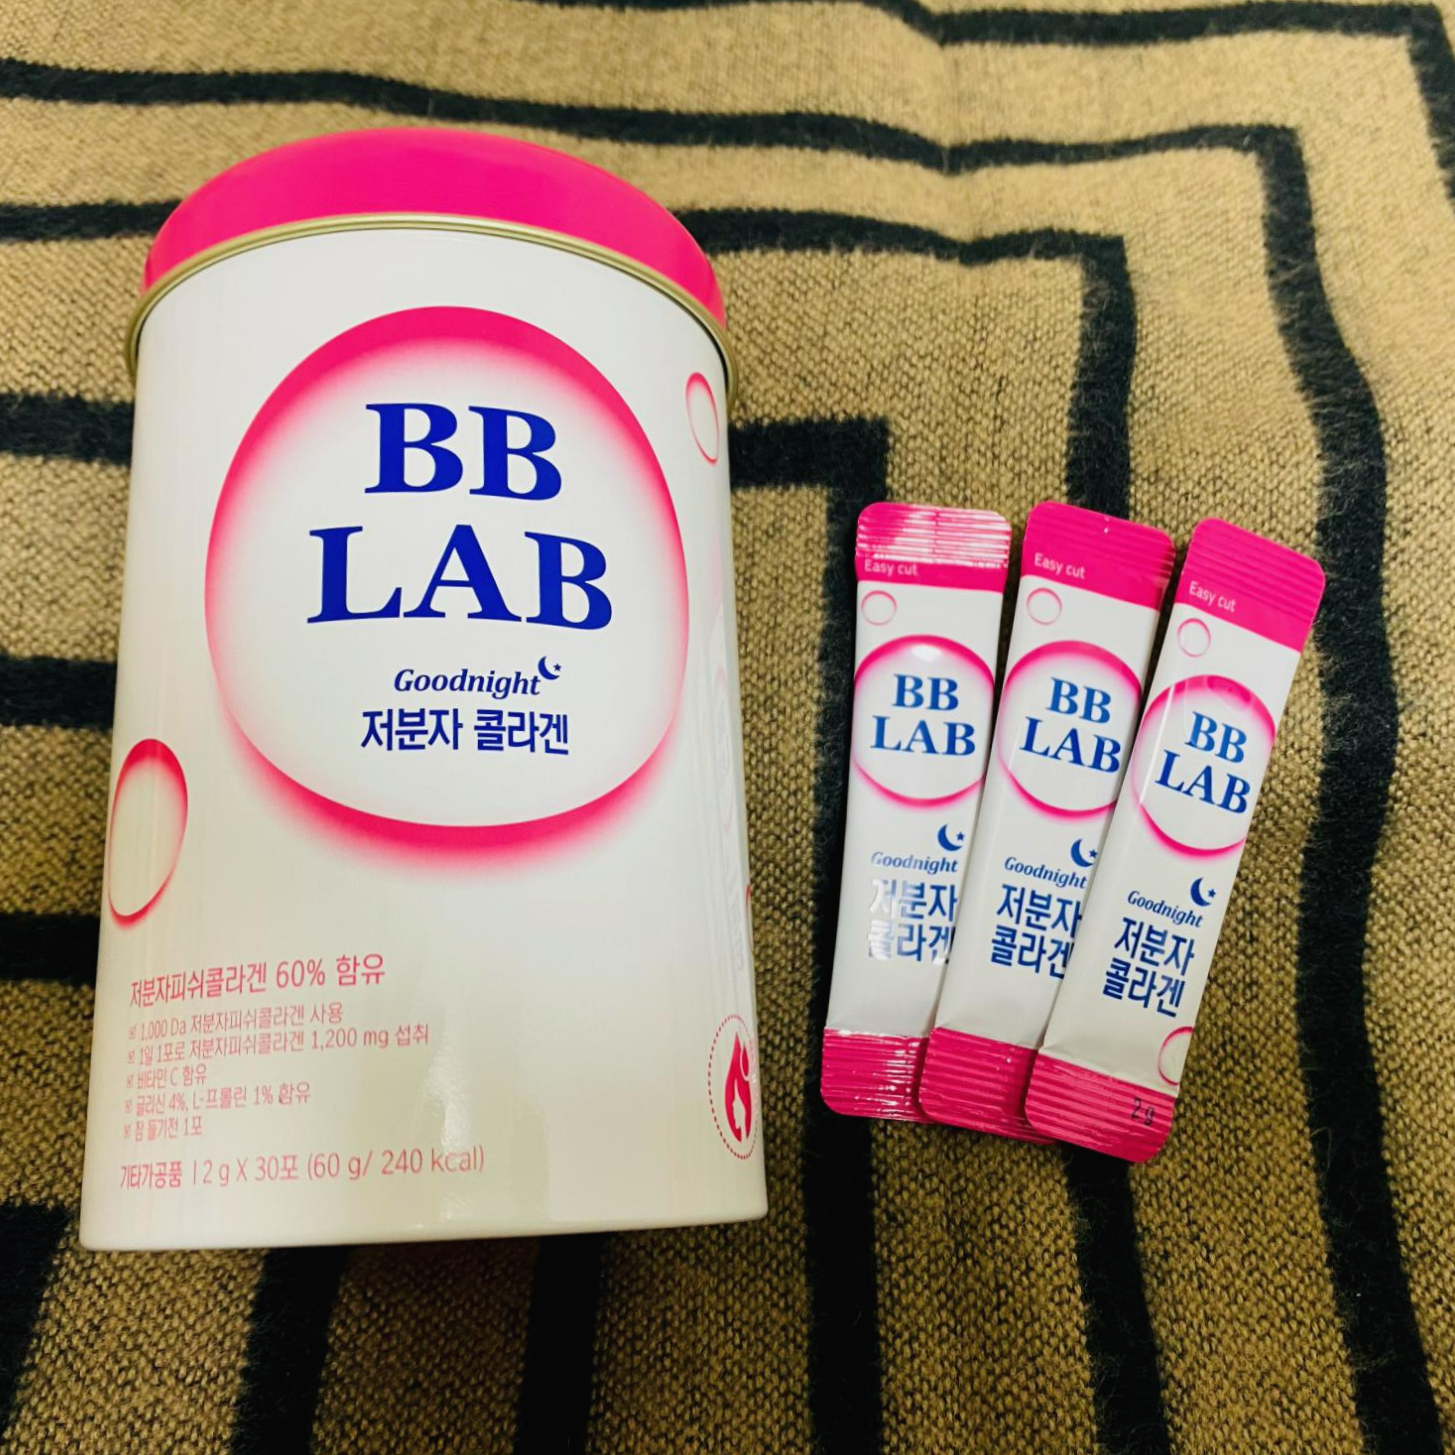 BB
LAB
Goodnight
저분자 콜라겐
저분자피쉬콜라겐 60% 함유
1,000 Da 저분자피쉬콜라겐 사용
1일 1포로 저분자피쉬콜라겐 1,200 mg 섭취
비타민 C 함유
글리신 4%, L-프롤린 1% 함유
잠 들기전 1포
기타가공품 | 2 g X 30포 (60 g/ 240 kcal)
Easy cut
BB
LAB
Goodnight
저분자
콜라겐
Easy cut
BB
LAB
Goodnight
저분자
콜라겐
Easy cut
BB
LAB
Goodnight
저분자
콜라겐
2 g